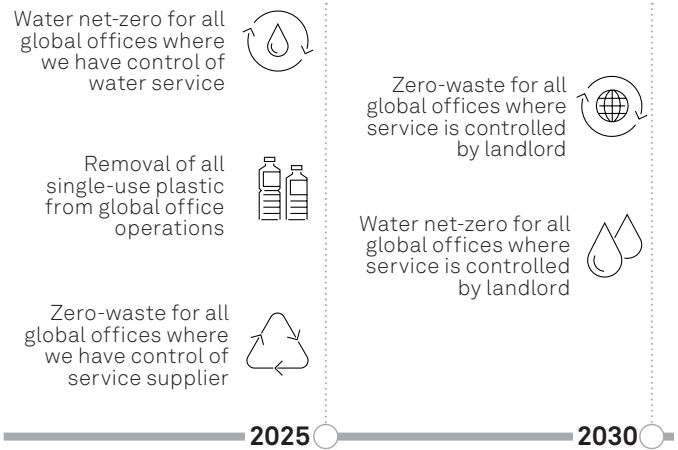 Water net-zero for all
global offices where
we have control of
water service
Removal of all
single-use plastic
from global office
operations
Zero-waste for all
global offices where
we have control of
service supplier
2025
Zero-waste for all
global offices where
service is controlled
by landlord
Water net-zero for all
global offices where
service is controlled
by landlord
2030